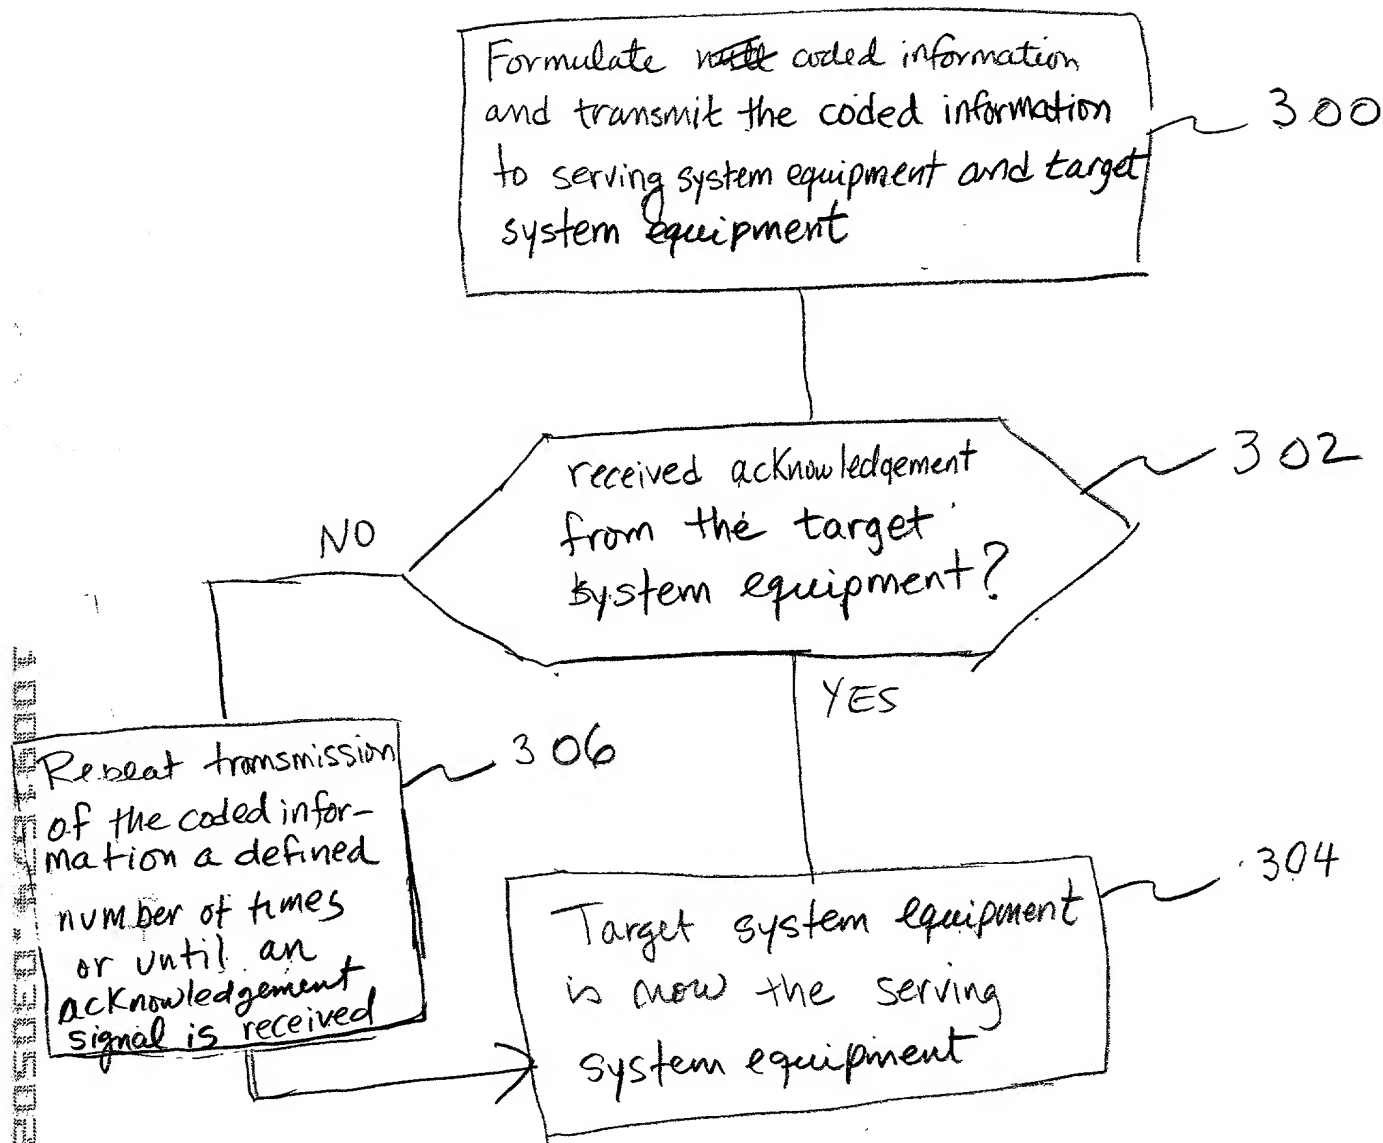 Formulate coded information
and transmit the coded information
to serving system equipment and target
system equipment
300
received acknowledgement
from the target
system equipment?
302
NO
YES
Repeat transmission
of the coded infor-
mation a defined
number of times
or until an
acknowledgement
signal is received
306
Target system equipment
is now the serving
system equipment
304